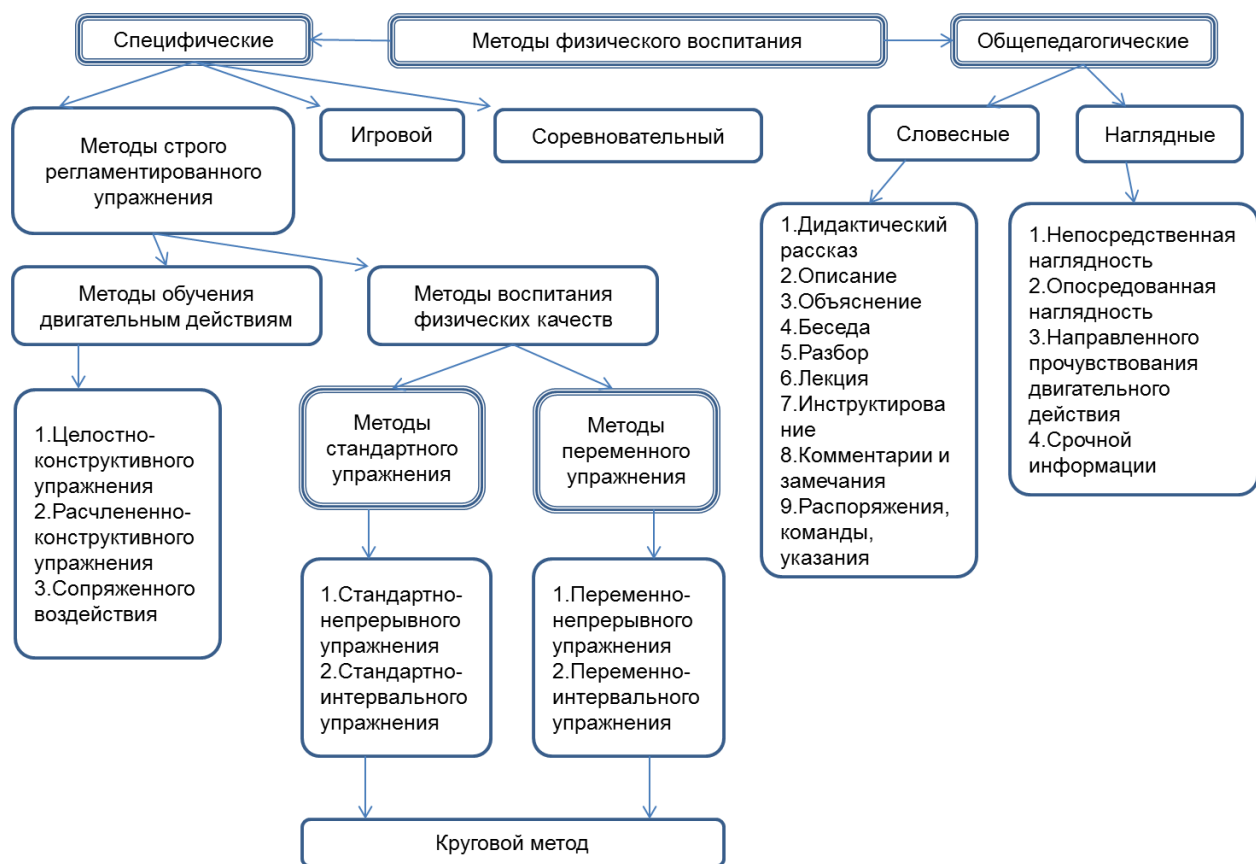 Специфические
Методы физического воспитания
Общепедагогические
Методы строго
регламентированного
упражнения
Игровой
Соревновательный
Словесные
Наглядные
Методы обучения
двигательным действиям
Методы воспитания
физических качеств
1.Дидактический
рассказ
2.Описание
3.Объяснение
4.Беседа
5.Разбор
6.Лекция
7.Инструктирова
ние
8.Комментарии и
замечания
9.Распоряжения,
команды,
указания
1.Непосредственная
наглядность
2.Опосредованная
наглядность
3.Направленного
прочувствования
двигательного
действия
4.Срочной
информации
1.Целостно-
конструктивного
упражнения
2.Расчлененно-
конструктивного
упражнения
3.Сопряженного
воздействия
Методы
стандартного
упражнения
Методы
переменного
упражнения
1.Стандартно-
непрерывного
упражнения
2.Стандартно-
интервального
упражнения
1.Переменно-
непрерывного
упражнения
2.Переменно-
интервального
упражнения
Круговой метод